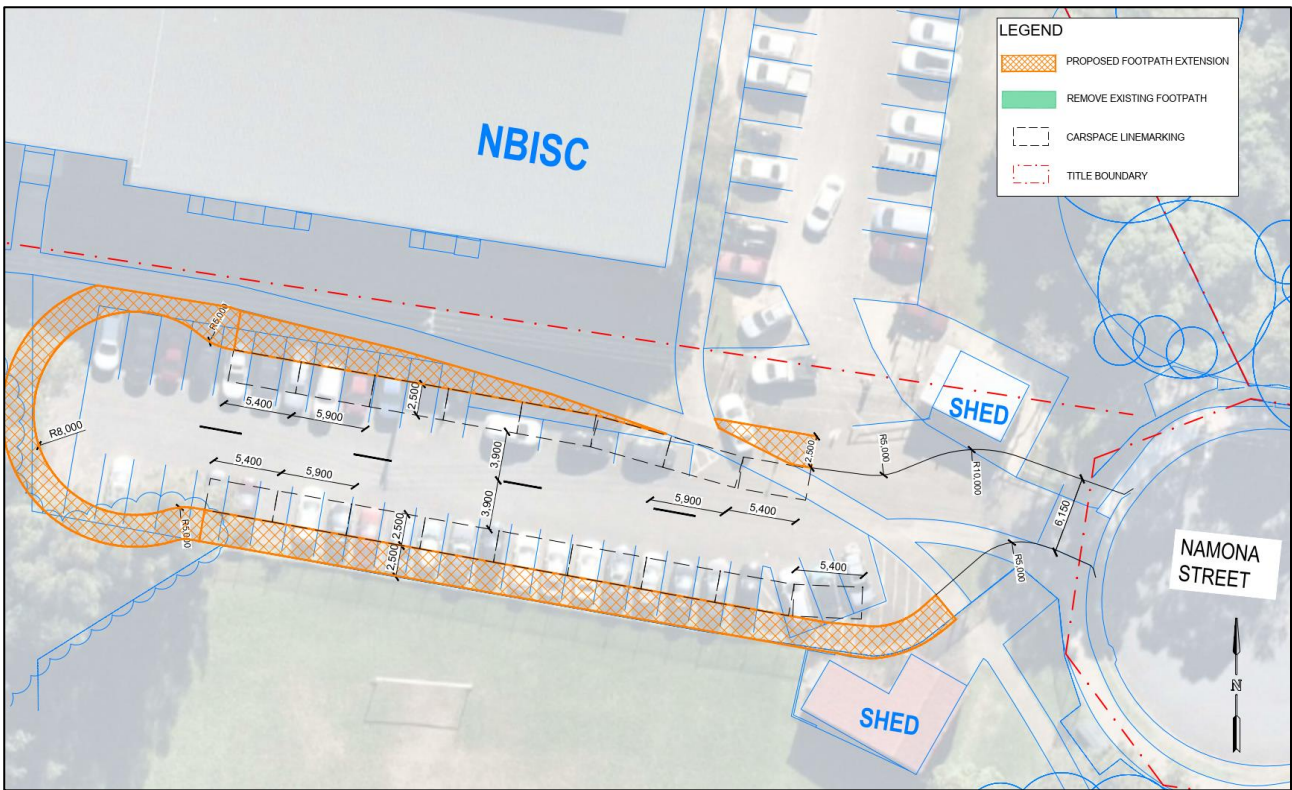 LEGEND
PROPOSED FOOTPATH EXTENSION
REMOVE EXISTING FOOTPATH
CARSPACE LINEMARKING
TITLE BOUNDARY
NBISC
SHED
R5,000
2,500
5,400
5,900
R8,000
3,900
2,500
R5,000
R10,000
5,400
5,900
3,900
5,900
5,400
6,150
R5,000
2,500
2,500
5,400
R5,000
NAMONA
STREET
N
SHED